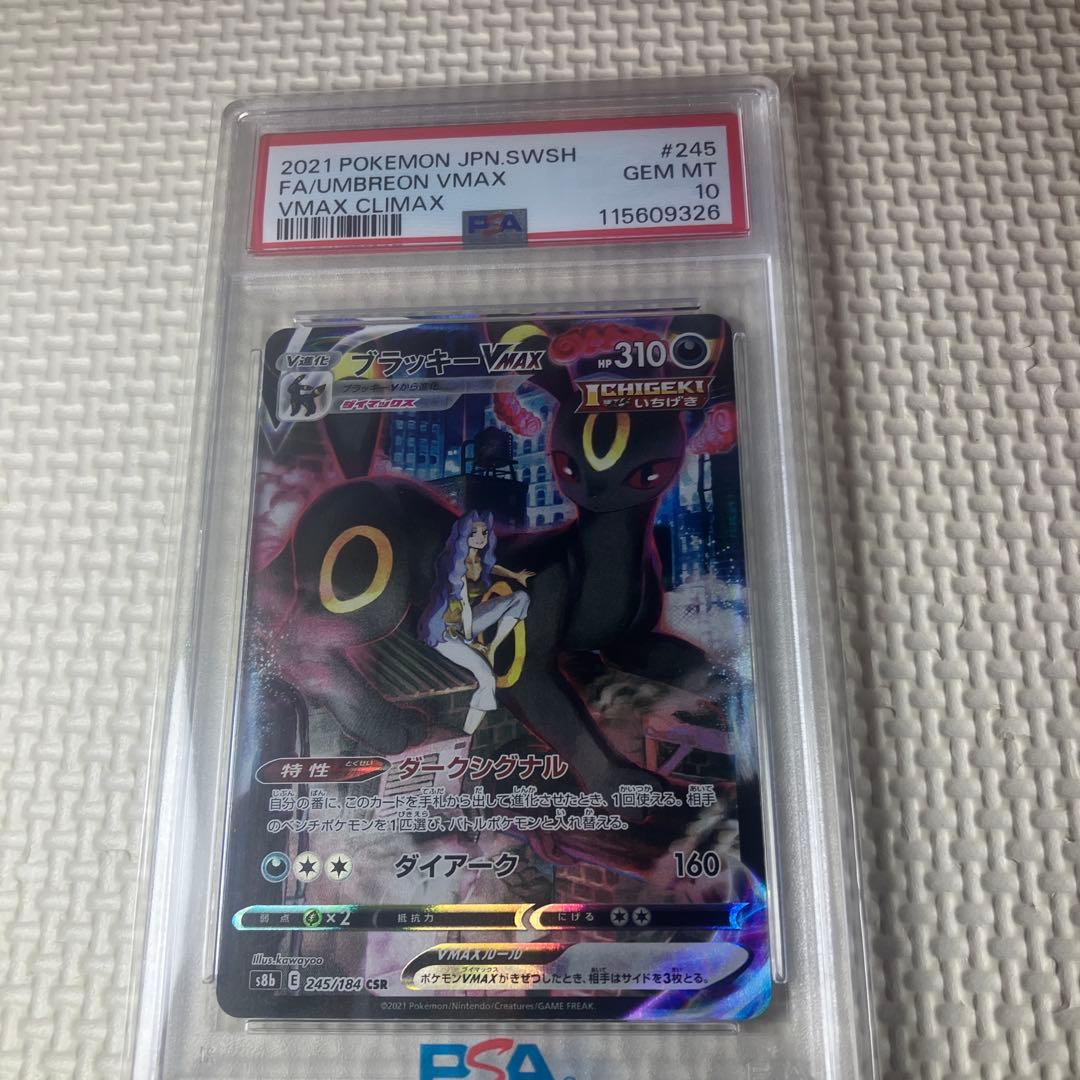 2021 POKEMON JPN.SWSH #245
FA/UMBREON VMAX GEM MT
VMAX CLIMAX 10
PSA 115609326
V進化 ブラッキーVMAX HP310
ブラッキーVから進化
ダイマックス
ICHIGEKI
いちげき
特性 とくせい ダークシグナル
自分の番に、このカードを手札から出して進化させたとき、1回使える。相手
のベンチポケモンを1匹選び、バトルポケモンと入れ替える。
ダイアーク 160
弱点 ×2 抵抗力 にげる
Illus.kawayoo
VMAXルール
s8b E 245/184 CSR
ポケモンVMAXがきぜつしたとき、相手はサイドを3枚とる。
©2021 Pokémon/Nintendo/Creatures/GAME FREAK.
PSA